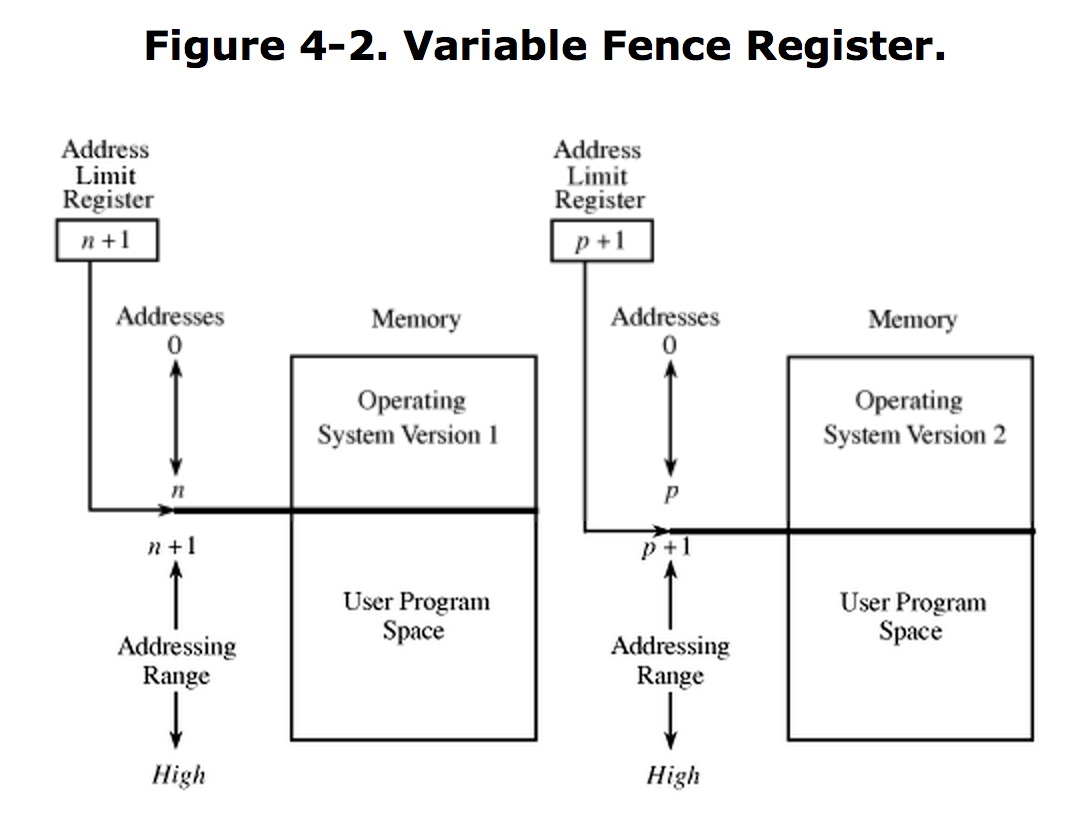 Figure 4-2. Variable Fence Register.
Address
Limit
Register
n + 1
Addresses
0
n
n + 1
Addressing
Range
High
Memory
Operating
System Version 1
User Program
Space
Address
Limit
Register
p + 1
Addresses
0
p
p + 1
Addressing
Range
High
Memory
Operating
System Version 2
User Program
Space